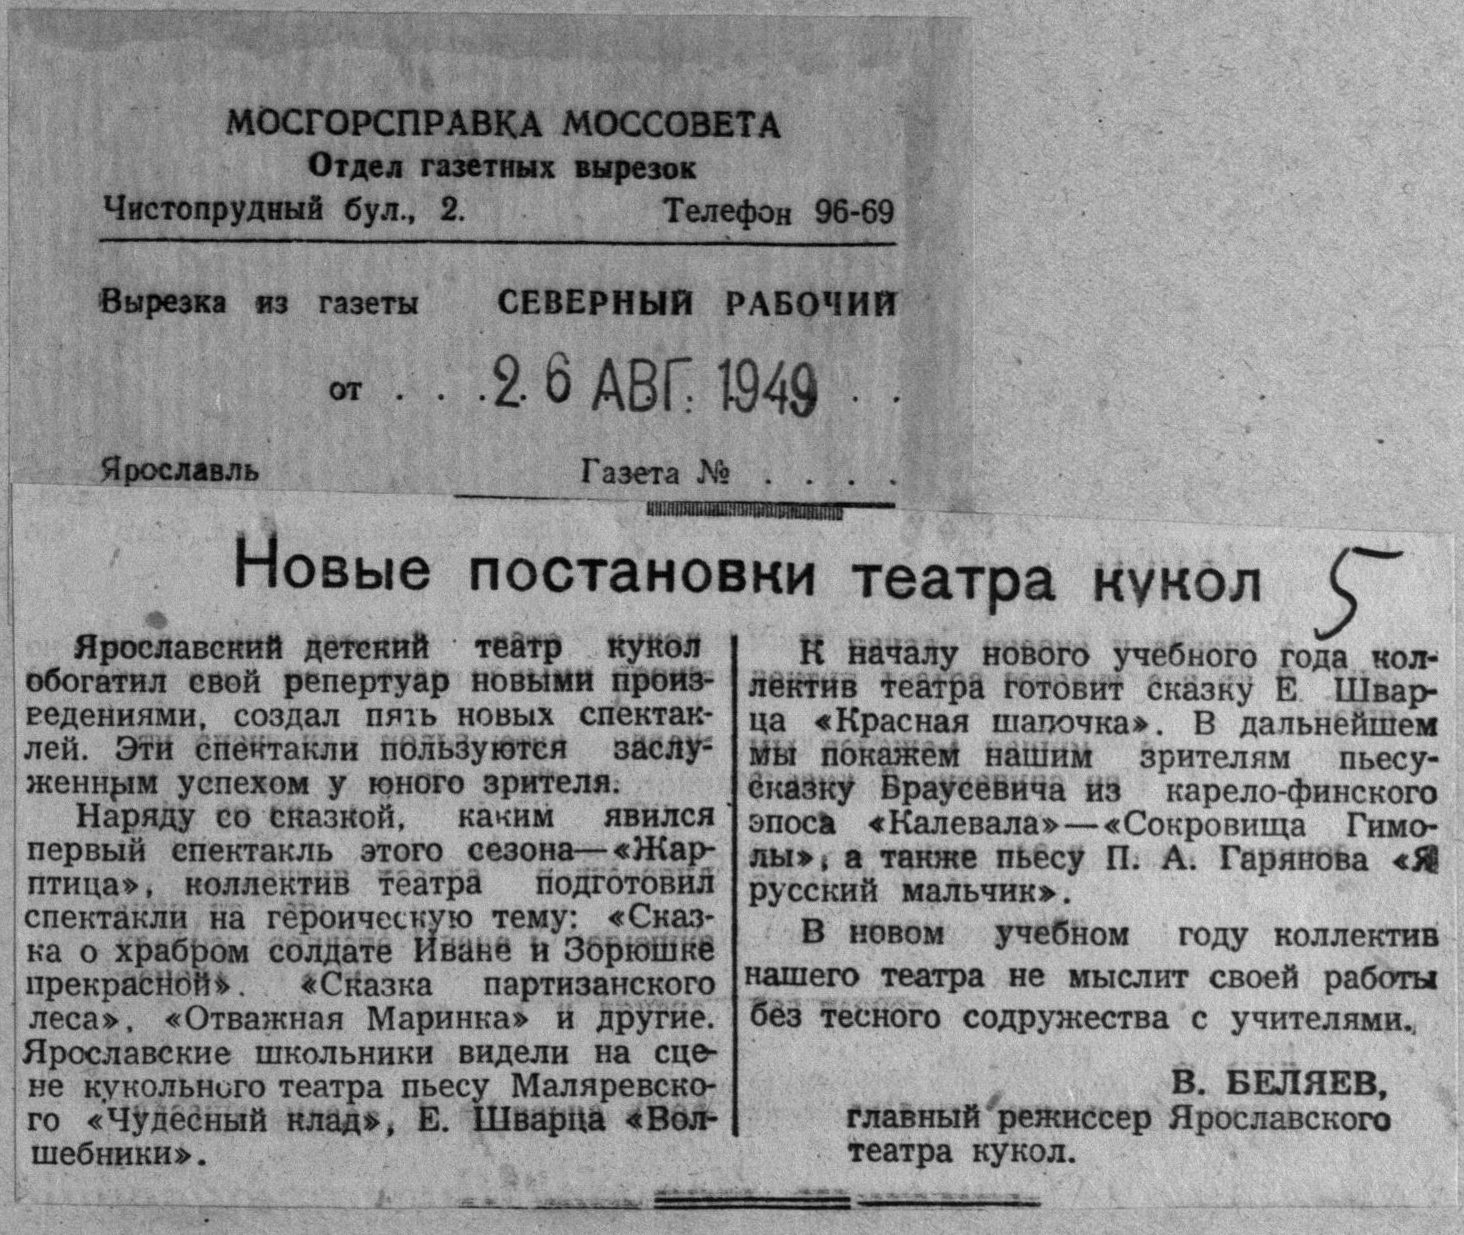 МОСГОРСПРАВКА МОССОВЕТА
Отдел газетных вырезок
Чистопрудный бул., 2. Телефон 96-69
Вырезка из газеты СЕВЕРНЫЙ РАБОЧИЙ
от . . . 26 АВГ. 1949 . .
Ярославль Газета № . . . .
Новые постановки театра кукол 5
Ярославский детский театр кукол
обогатил свой репертуар новыми произ-
ведениями, создал пять новых спектак-
лей. Эти спектакли пользуются заслу-
женным успехом у юного зрителя.
Наряду со сказкой, каким явился
первый спектакль этого сезона—«Жар-
птица», коллектив театра подготовил
спектакли на героическую тему: «Сказ-
ка о храбром солдате Иване и Зорюшке
прекрасной». «Сказка партизанского
леса», «Отважная Маринка» и другие.
Ярославские школьники видели на сце-
не кукольного театра пьесу Маляревско-
го «Чудесный клад», Е. Шварца «Вол-
шебники».
К началу нового учебного года кол-
лектив театра готовит сказку Е. Швар-
ца «Красная шапочка». В дальнейшем
мы покажем нашим зрителям пьесу-
сказку Браусевича из карело-финского
эпоса «Калевала»—«Сокровища Гимо-
лы», а также пьесу П. А. Гарянова «Я
русский мальчик».
В новом учебном году коллектив
нашего театра не мыслит своей работы
без тесного содружества с учителями.
В. БЕЛЯЕВ,
главный режиссер Ярославского
театра кукол.